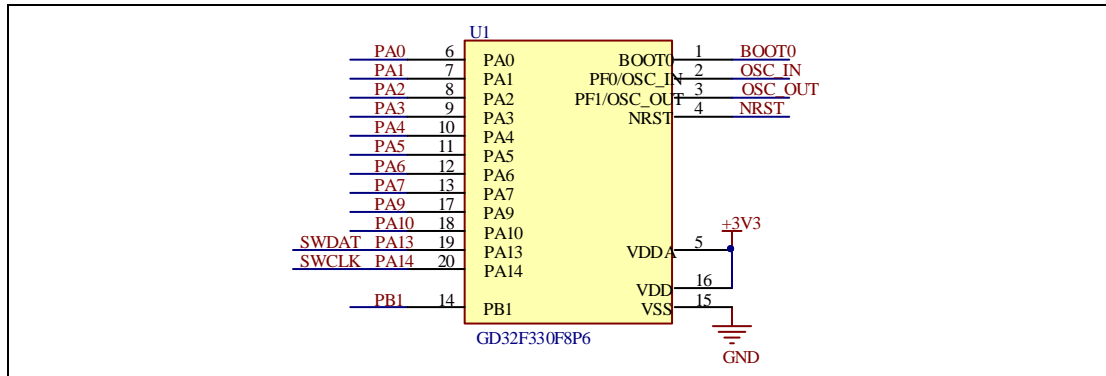 U1
PA0 6 PA0 BOOT0 1 BOOT0
PA1 7 PA1 PF0/OSC_IN 2 OSC_IN
PA2 8 PA2 PF1/OSC_OUT 3 OSC_OUT
PA3 9 PA3 NRST 4 NRST
PA4 10 PA4
PA5 11 PA5
PA6 12 PA6
PA7 13 PA7
PA9 17 PA9
PA10 18 PA10 +3V3
SWDAT PA13 19 PA13 VDDA 5
SWCLK PA14 20 PA14
VDD 16
PB1 14 PB1 VSS 15
GD32F330F8P6
GND